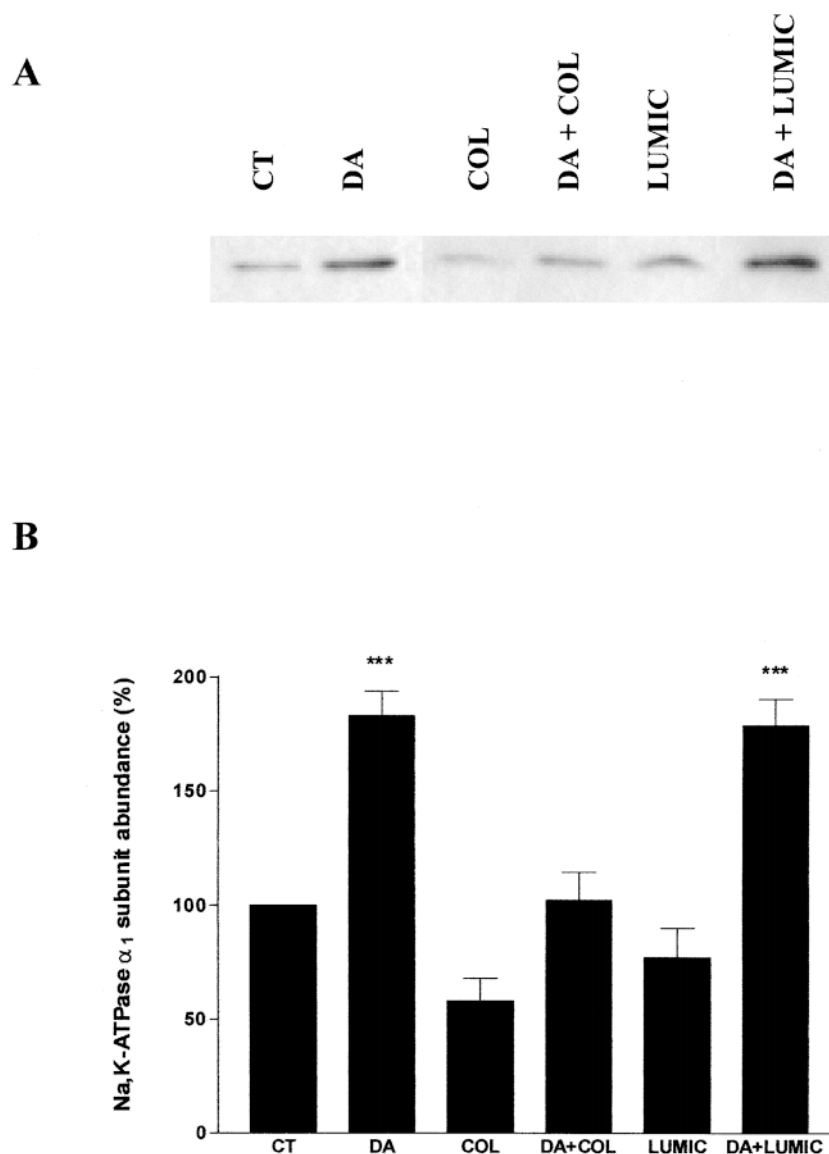 A
CT
DA
COL
DA + COL
LUMIC
DA + LUMIC
B
Na,K-ATPase α1 subunit abundance (%)
200
150
100
50
0
***
***
CT
DA
COL
DA+COL
LUMIC
DA+LUMIC